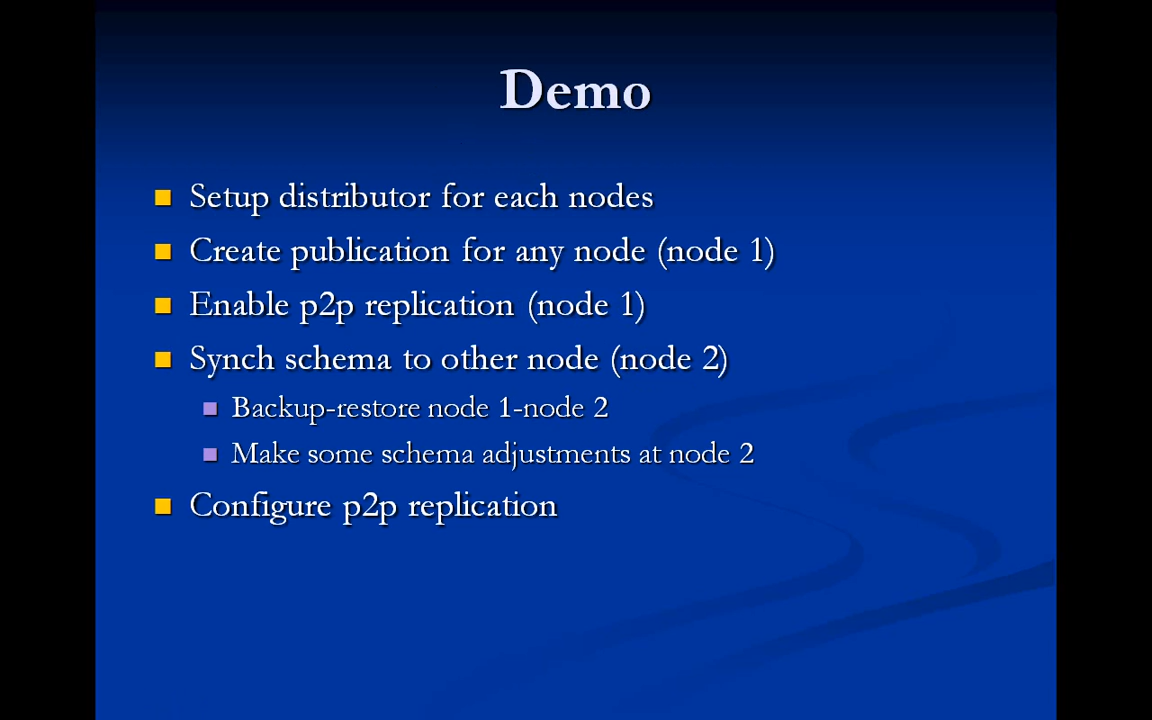 Demo
Setup distributor for each nodes
Create publication for any node (node 1)
Enable p2p replication (node 1)
Synch schema to other node (node 2)
Backup-restore node 1-node 2
Make some schema adjustments at node 2
Configure p2p replication